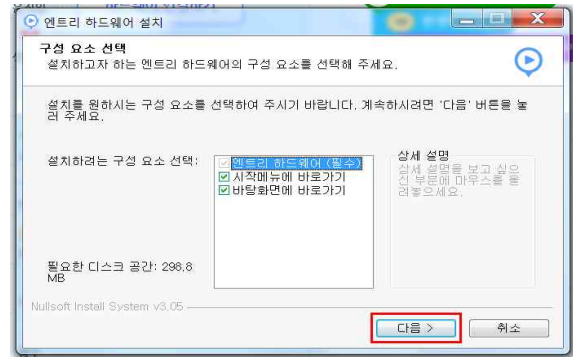 엔트리 하드웨어 설치
구성 요소 선택
설치하고자 하는 엔트리 하드웨어의 구성 요소를 선택해 주세요.
설치를 원하시는 구성 요소를 선택하여 주시기 바랍니다. 계속하시려면 '다음' 버튼을 눌
러 주세요.
설치하려는 구성 요소 선택:
엔트리 하드웨어 (필수)
시작메뉴에 바로가기
바탕화면에 바로가기
상세 설명
상세 설명을 보고 싶으
신 부문에 마우스를 올
려놓으세요.
필요한 디스크 공간: 298.8
MB
Nullsoft Install System v3.05
다음 >
취소